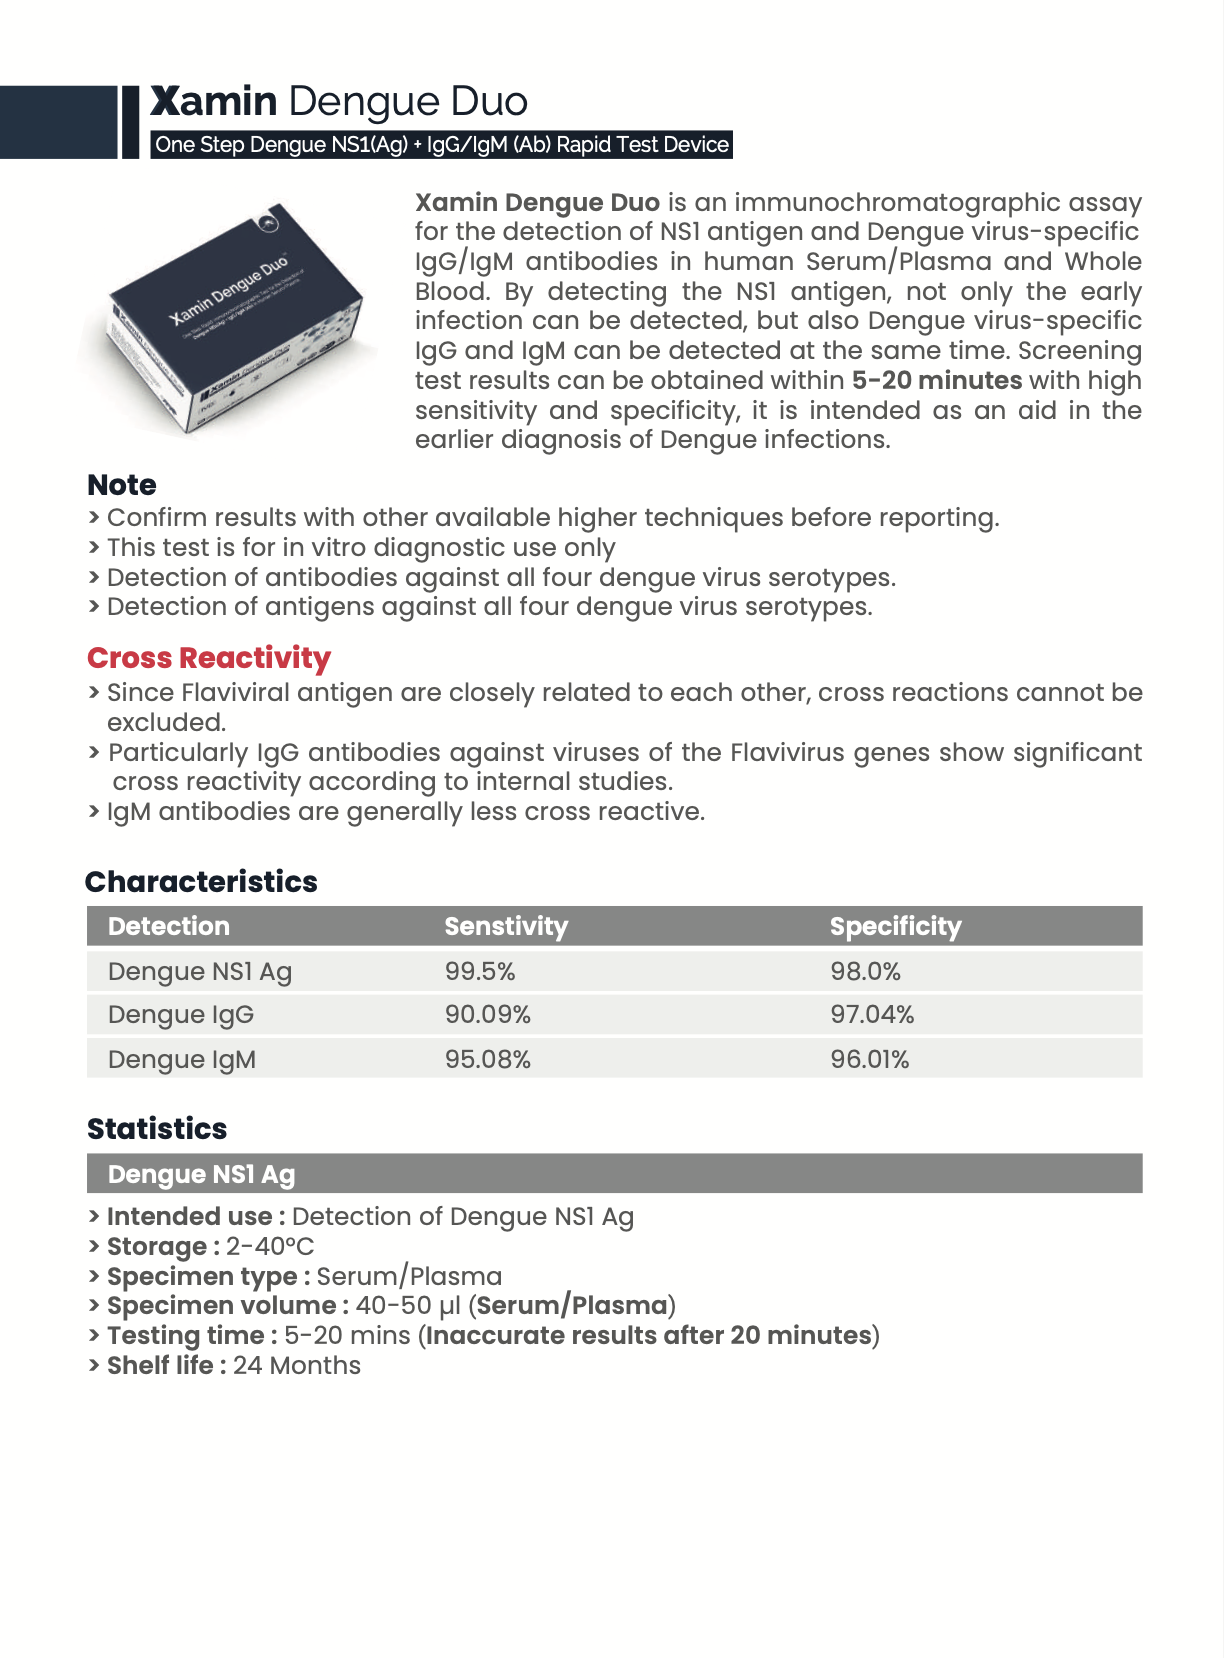 Xamin Dengue Duo
One Step Dengue NS1(Ag) + IgG/IgM (Ab) Rapid Test Device
Xamin Dengue Duo
Xamin Dengue Duo is an immunochromatographic assay
for the detection of NS1 antigen and Dengue virus-specific
IgG/IgM antibodies in human Serum/Plasma and Whole
Blood. By detecting the NS1 antigen, not only the early
infection can be detected, but also Dengue virus-specific
IgG and IgM can be detected at the same time. Screening
test results can be obtained within 5-20 minutes with high
sensitivity and specificity, it is intended as an aid in the
earlier diagnosis of Dengue infections.
Note
> Confirm results with other available higher techniques before reporting.
> This test is for in vitro diagnostic use only
> Detection of antibodies against all four dengue virus serotypes.
> Detection of antigens against all four dengue virus serotypes.
Cross Reactivity
> Since Flaviviral antigen are closely related to each other, cross reactions cannot be
excluded.
> Particularly IgG antibodies against viruses of the Flavivirus genes show significant
cross reactivity according to internal studies.
> IgM antibodies are generally less cross reactive.
Characteristics
Detection Senstivity Specificity
Dengue NS1 Ag 99.5% 98.0%
Dengue IgG 90.09% 97.04%
Dengue IgM 95.08% 96.01%
Statistics
Dengue NS1 Ag
> Intended use : Detection of Dengue NS1 Ag
> Storage : 2-40°C
> Specimen type : Serum/Plasma
> Specimen volume : 40-50 µl (Serum/Plasma)
> Testing time : 5-20 mins (Inaccurate results after 20 minutes)
> Shelf life : 24 Months